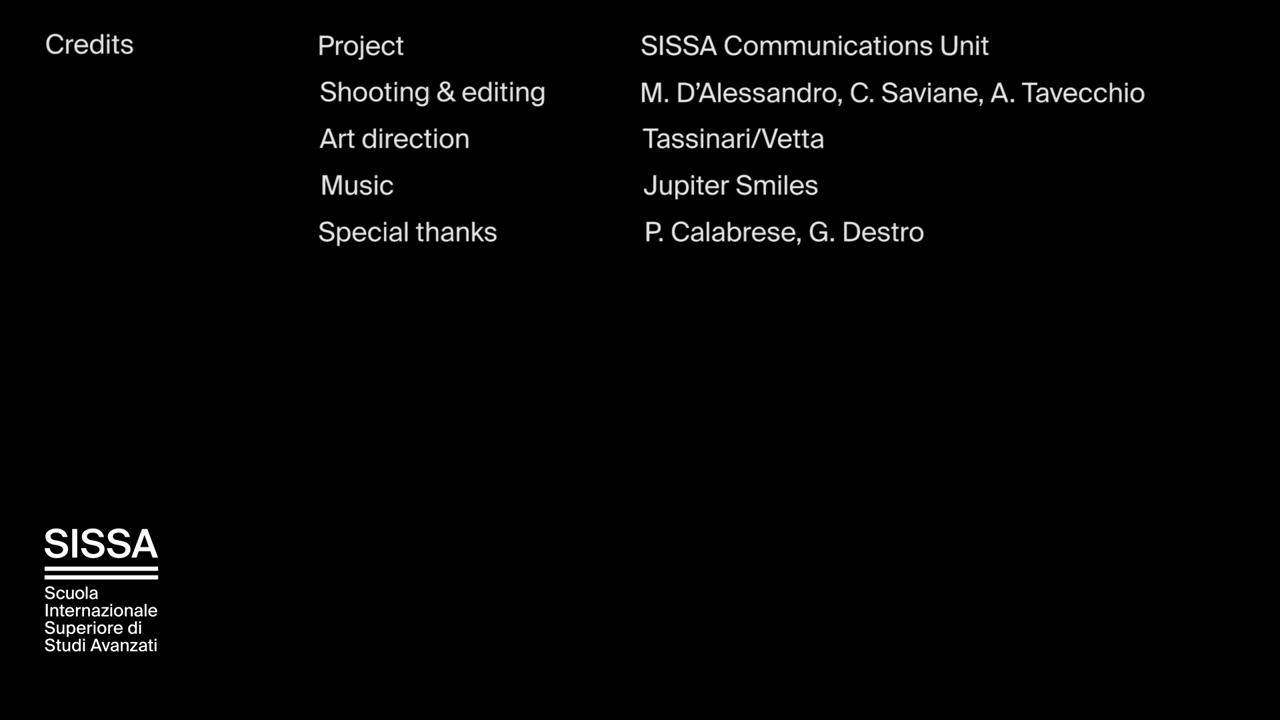 Credits
Project SISSA Communications Unit
Shooting & editing M. D’Alessandro, C. Saviane, A. Tavecchio
Art direction Tassinari/Vetta
Music Jupiter Smiles
Special thanks P. Calabrese, G. Destro
SISSA
Scuola
Internazionale
Superiore di
Studi Avanzati